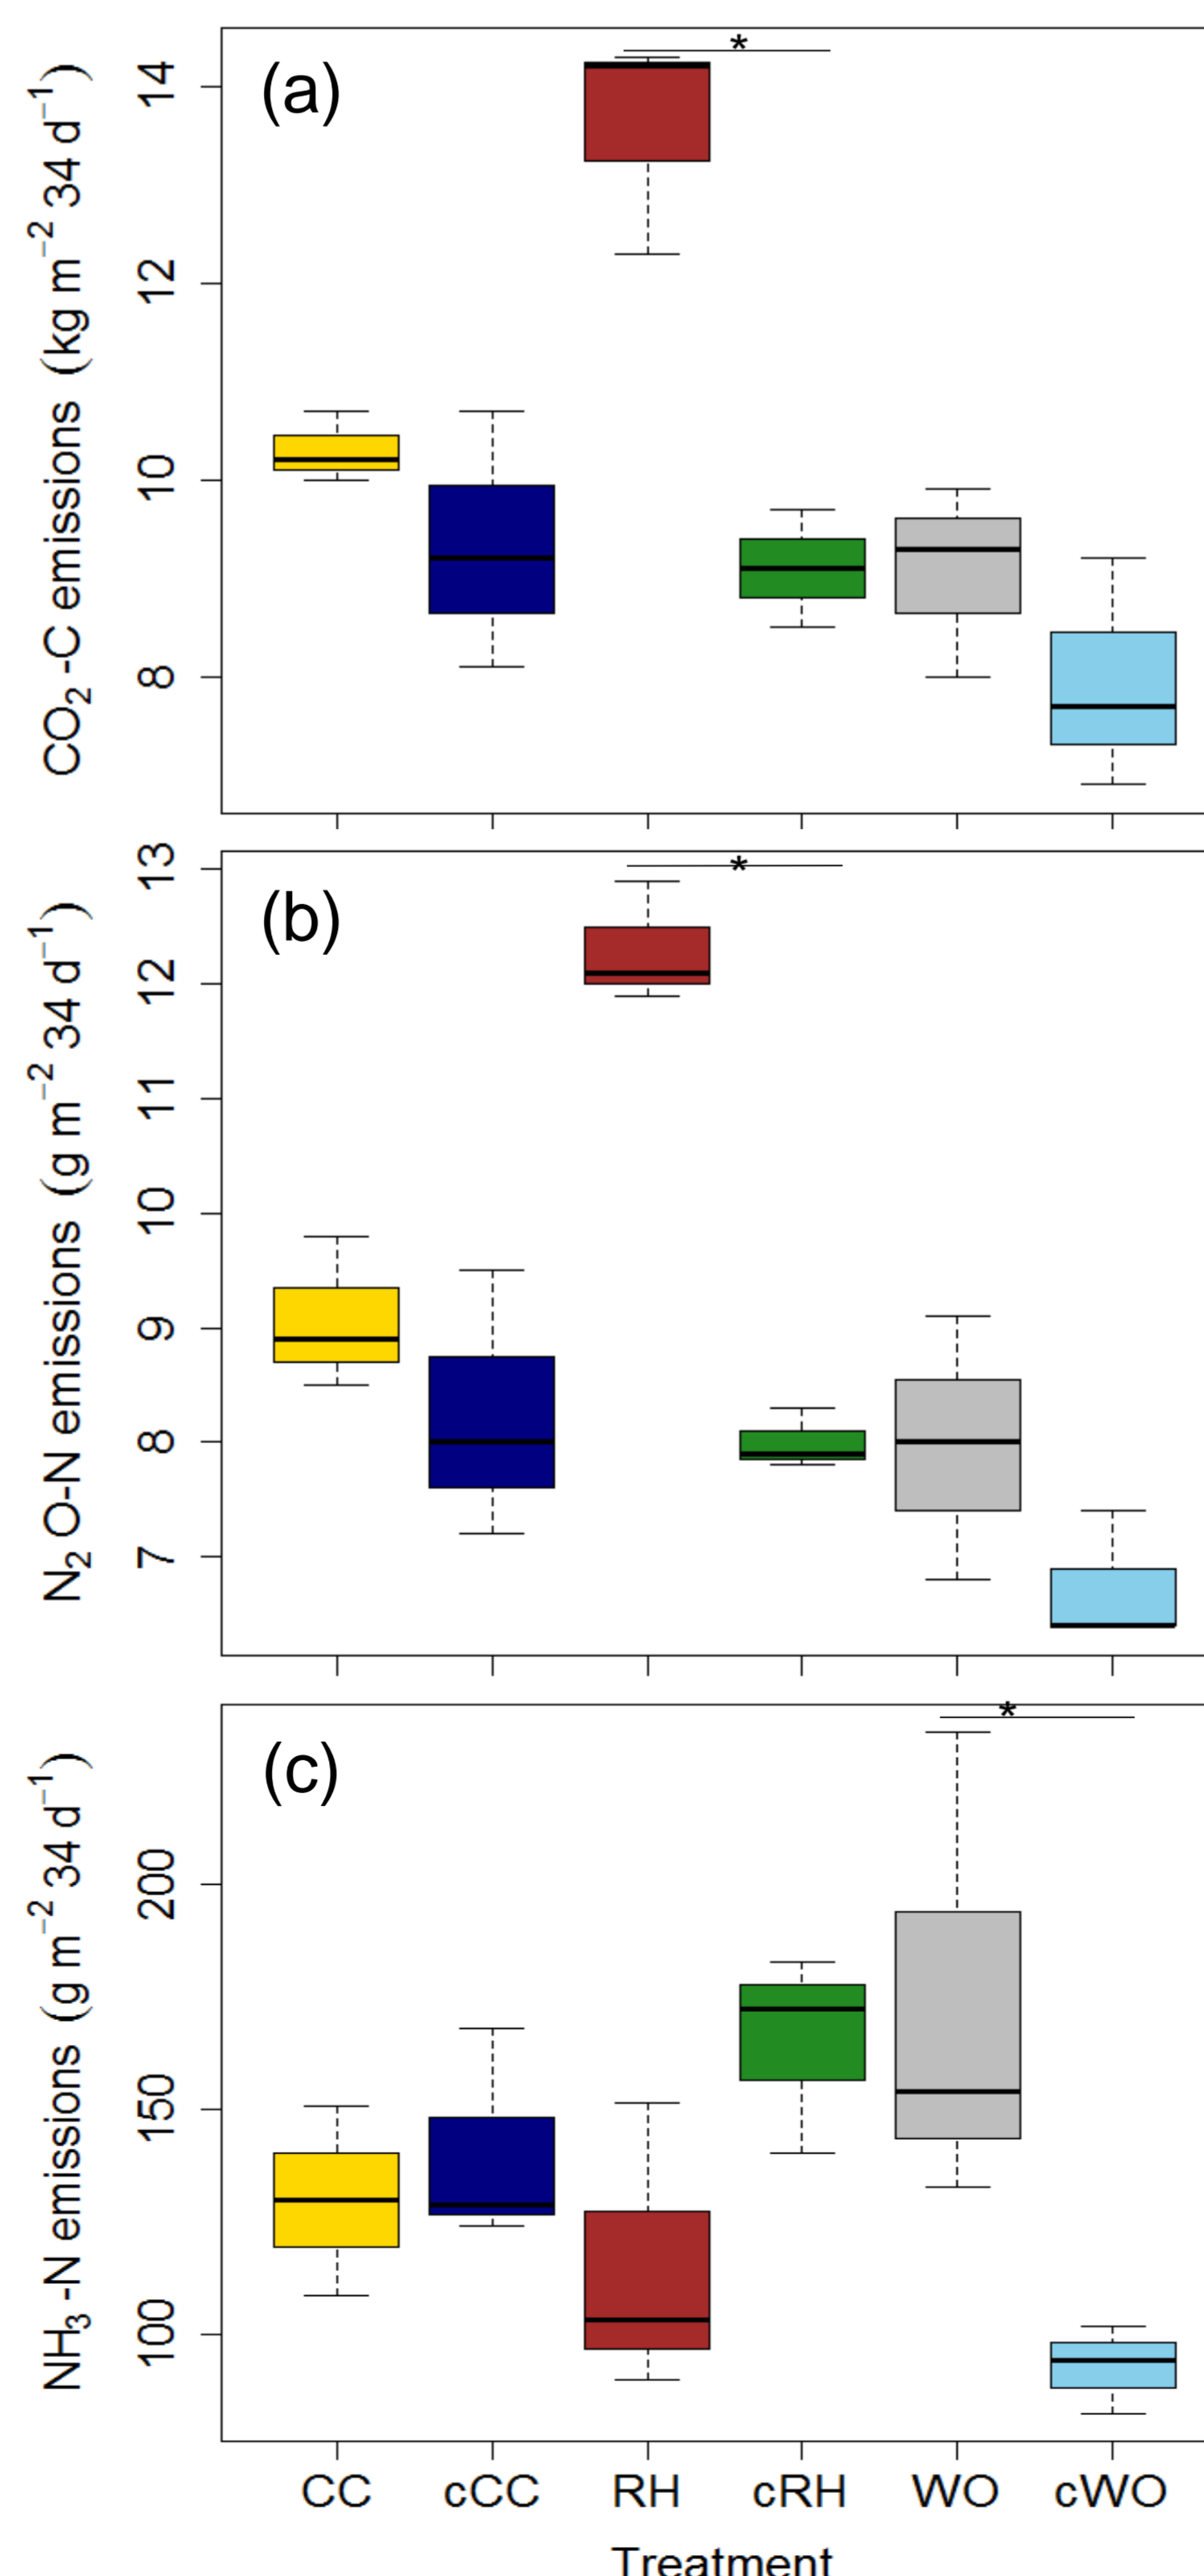 CO₂ -C emissions (kg m⁻² 34 d⁻¹)
14
12
10
8
(a)
*
N₂ O-N emissions (g m⁻² 34 d⁻¹)
13
12
11
10
9
8
7
(b)
*
NH₃ -N emissions (g m⁻² 34 d⁻¹)
200
150
100
(c)
*
CC cCC RH cRH WO cWO
Treatment